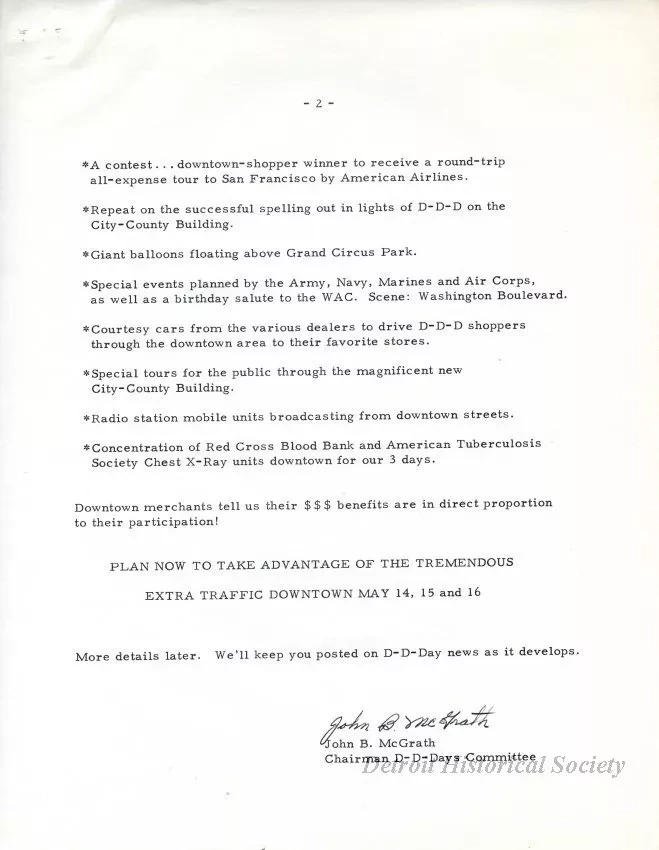 - 2 -
*A contest...downtown-shopper winner to receive a round-trip
all-expense tour to San Francisco by American Airlines.
*Repeat on the successful spelling out in lights of D-D-D on the
City-County Building.
*Giant balloons floating above Grand Circus Park.
*Special events planned by the Army, Navy, Marines and Air Corps,
as well as a birthday salute to the WAC. Scene: Washington Boulevard.
*Courtesy cars from the various dealers to drive D-D-D shoppers
through the downtown area to their favorite stores.
*Special tours for the public through the magnificent new
City-County Building.
*Radio station mobile units broadcasting from downtown streets.
*Concentration of Red Cross Blood Bank and American Tuberculosis
Society Chest X-Ray units downtown for our 3 days.
Downtown merchants tell us their $$$ benefits are in direct proportion
to their participation!
PLAN NOW TO TAKE ADVANTAGE OF THE TREMENDOUS
EXTRA TRAFFIC DOWNTOWN MAY 14, 15 and 16
More details later. We'll keep you posted on D-D-Day news as it develops.
John B. McGrath
John B. McGrath
Chairman D-D-Days Committee
Detroit Historical Society